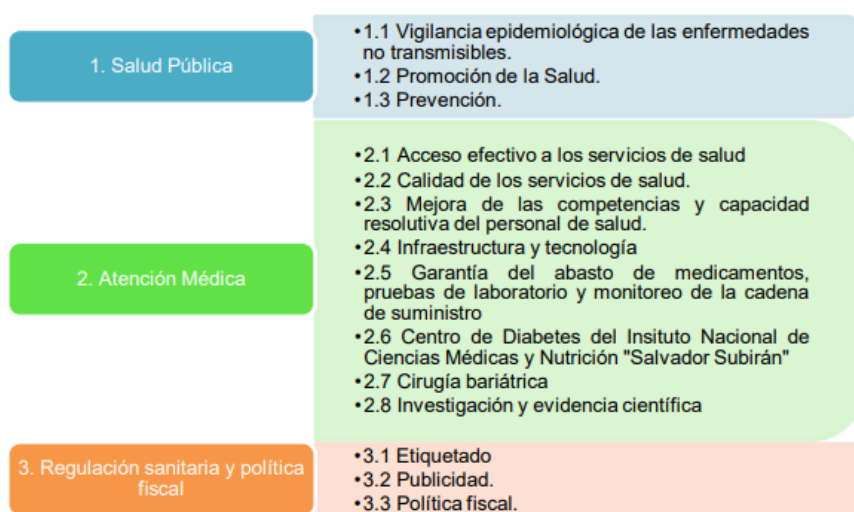 1. Salud Pública
•1.1 Vigilancia epidemiológica de las enfermedades
no transmisibles.
•1.2 Promoción de la Salud.
•1.3 Prevención.
2. Atención Médica
•2.1 Acceso efectivo a los servicios de salud
•2.2 Calidad de los servicios de salud.
•2.3 Mejora de las competencias y capacidad
resolutiva del personal de salud.
•2.4 Infraestructura y tecnología
•2.5 Garantía del abasto de medicamentos,
pruebas de laboratorio y monitoreo de la cadena
de suministro
•2.6 Centro de Diabetes del Insituto Nacional de
Ciencias Médicas y Nutrición "Salvador Subirán"
•2.7 Cirugía bariátrica
•2.8 Investigación y evidencia científica
3. Regulación sanitaria y política
fiscal
•3.1 Etiquetado
•3.2 Publicidad.
•3.3 Política fiscal.